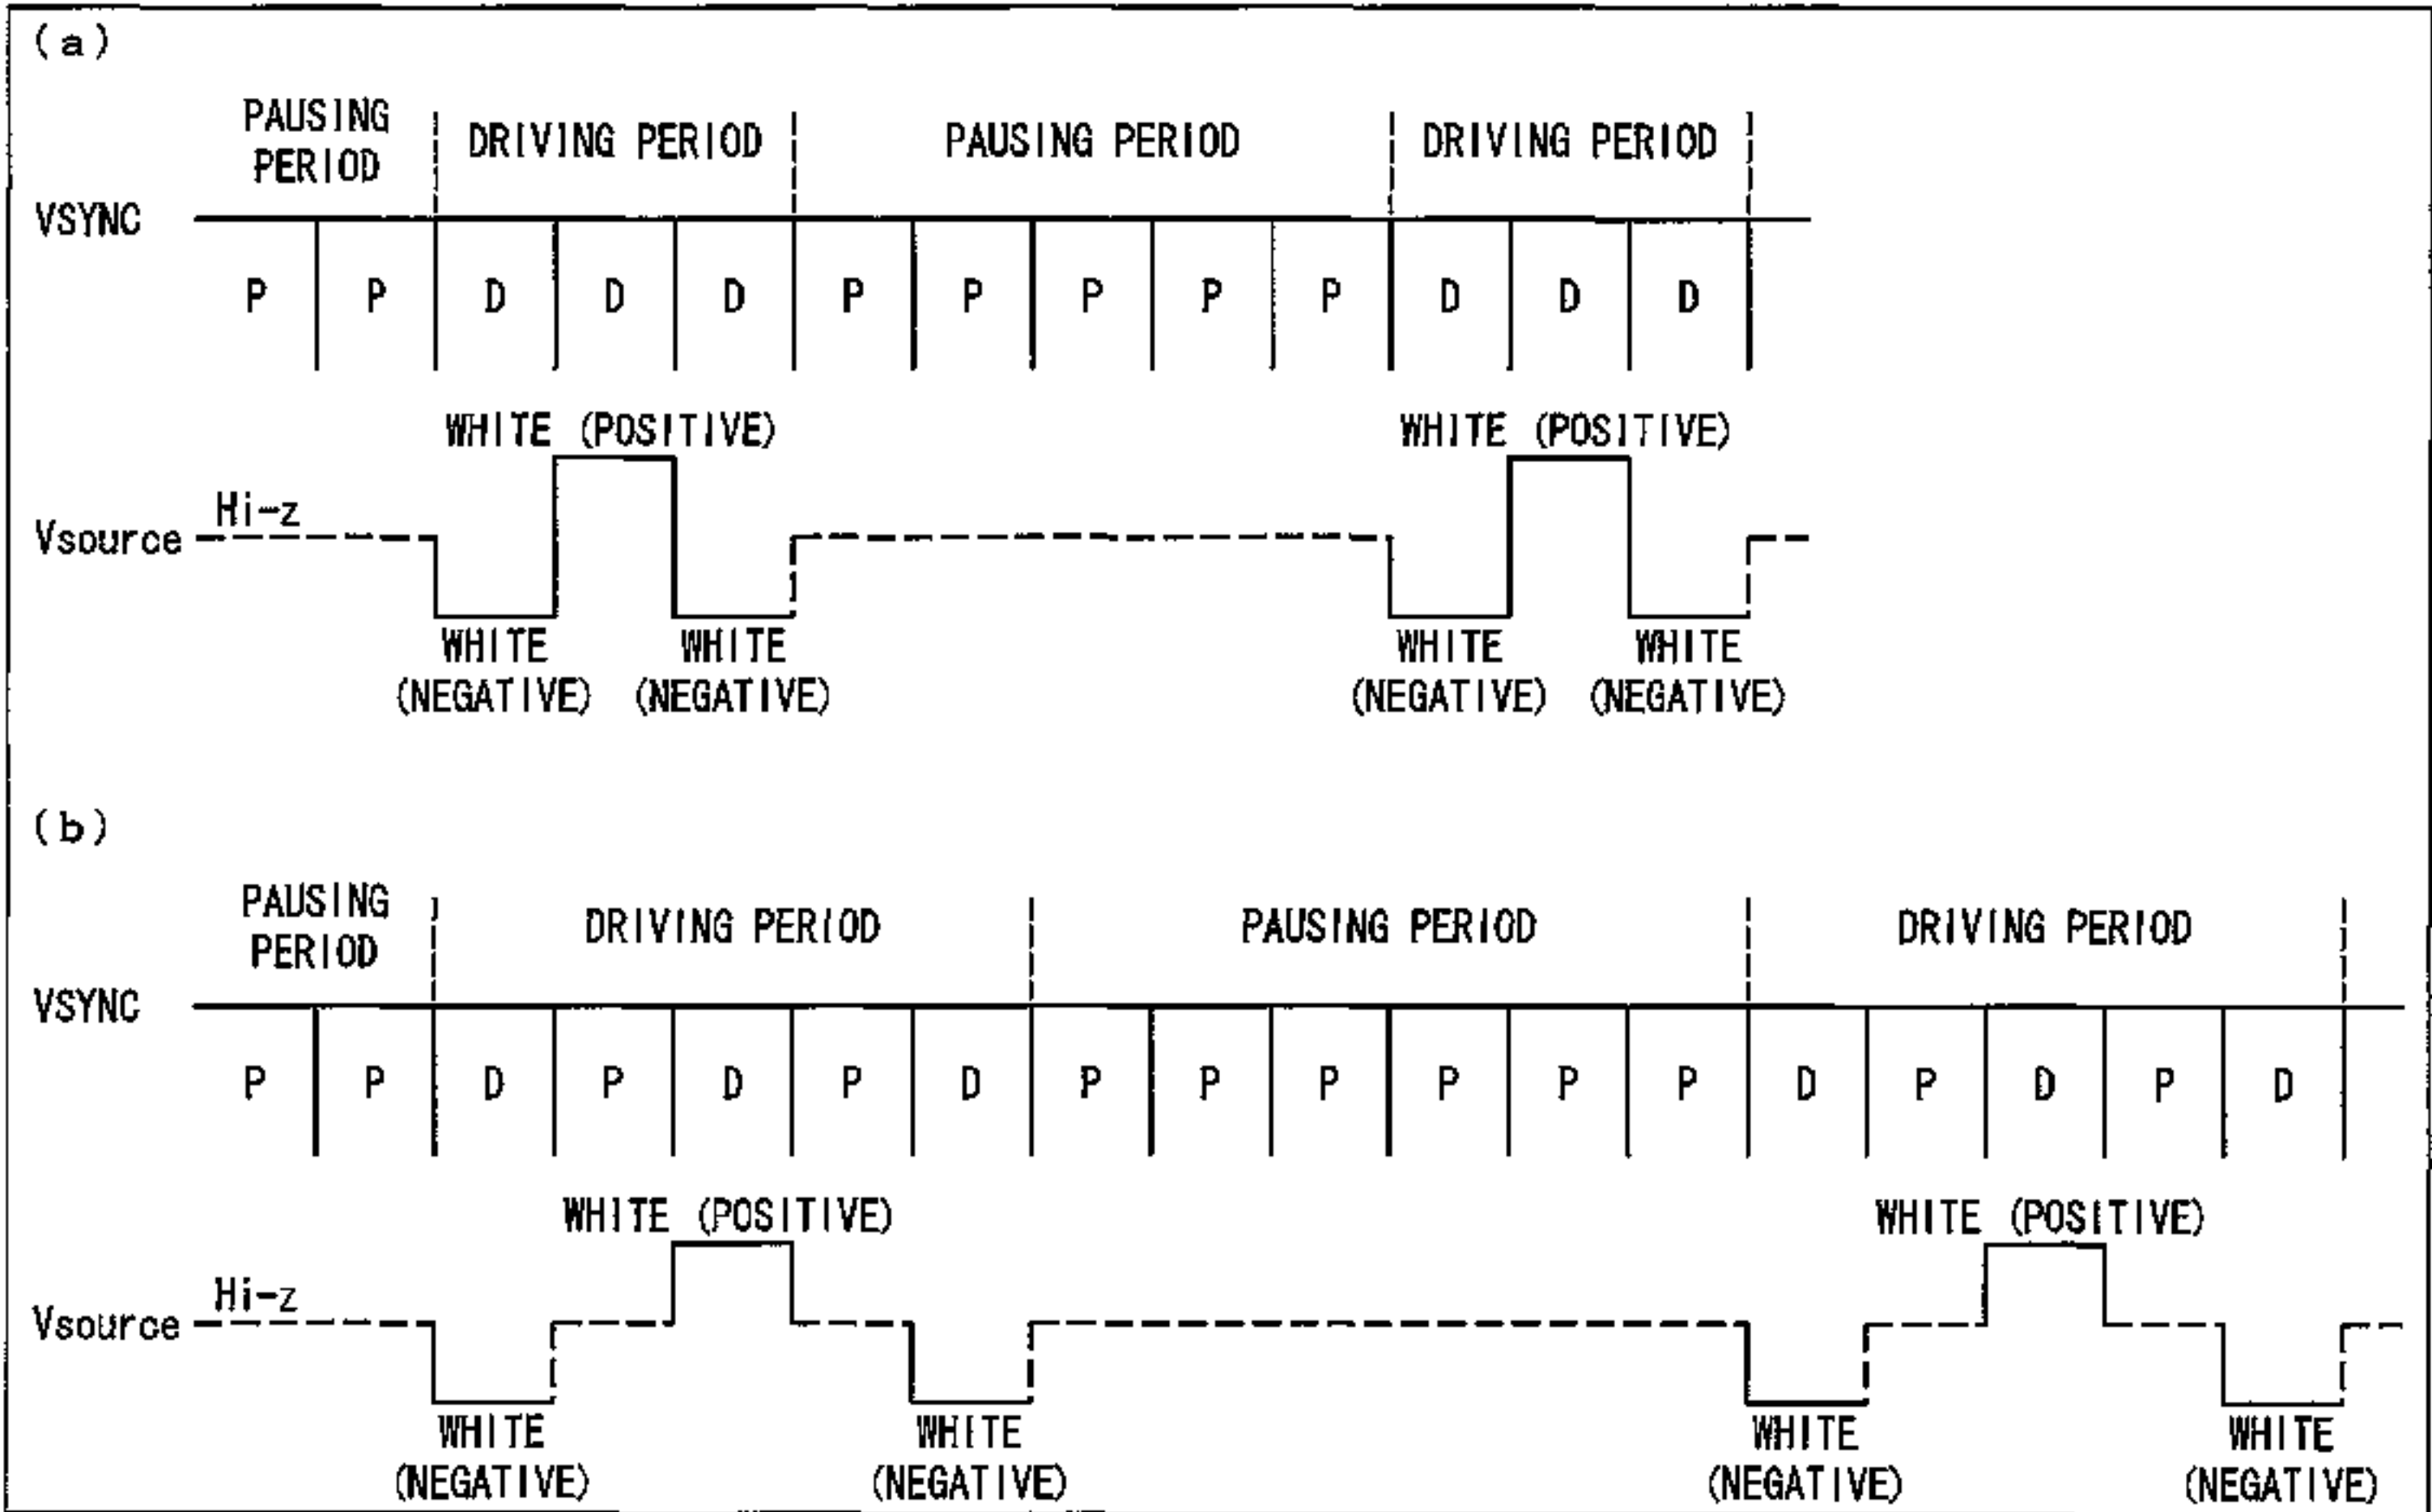 (a)
PAUSING
PERIOD
DRIVING PERIOD
PAUSING PERIOD
DRIVING PERIOD
VSYNC
P P D D D P P P P P D D D
WHITE (POSITIVE)
WHITE (POSITIVE)
Hi-z
Vsource
WHITE
(NEGATIVE)
WHITE
(NEGATIVE)
WHITE
(NEGATIVE)
WHITE
(NEGATIVE)
(b)
PAUSING
PERIOD
DRIVING PERIOD
PAUSING PERIOD
DRIVING PERIOD
VSYNC
P P D P D P D P P P P P P D P D P D
WHITE (POSITIVE)
WHITE (POSITIVE)
Hi-z
Vsource
WHITE
(NEGATIVE)
WHITE
(NEGATIVE)
WHITE
(NEGATIVE)
WHITE
(NEGATIVE)